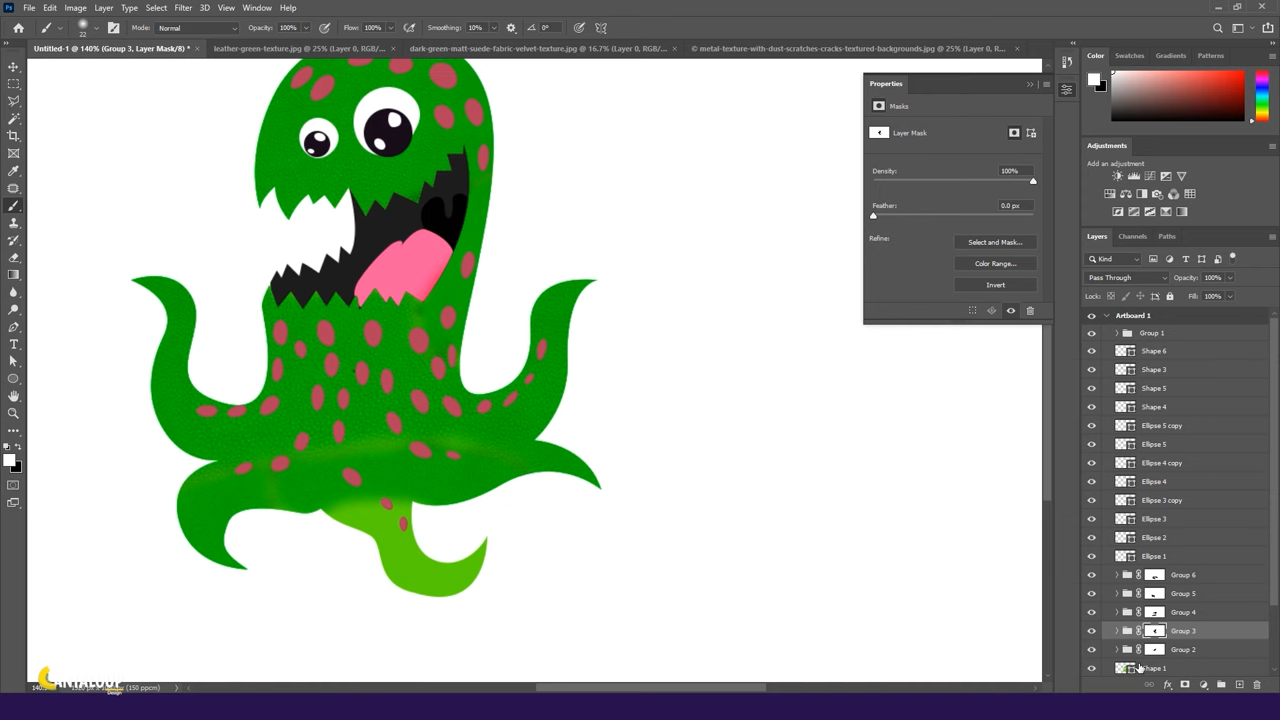 Ps File Edit Image Layer Type Select Filter 3D View Window Help
22 Mode: Normal Opacity: 100% Flow: 100% Smoothing: 10% 0°
Untitled-1 @ 140% (Group 3, Layer Mask/8) * × leather-green-texture.jpg @ 25% (Layer 0, RGB/... × dark-green-matt-suede-fabric-velvet-texture.jpg @ 16.7% (Layer 0, RGB/... × © metal-texture-with-dust-scratches-cracks-textured-backgrounds.jpg @ 25% (Layer 0, R... ×
Color Swatches Gradients Patterns
Properties
Masks
Layer Mask
Density: 100%
Feather: 0.0 px
Refine: Select and Mask...
Color Range...
Invert
Adjustments
Add an adjustment
Layers Channels Paths
Kind
Pass Through Opacity: 100%
Lock: Fill: 100%
Artboard 1
Group 1
Shape 6
Shape 3
Shape 5
Shape 4
Ellipse 5 copy
Ellipse 5
Ellipse 4 copy
Ellipse 4
Ellipse 3 copy
Ellipse 3
Ellipse 2
Ellipse 1
Group 6
Group 5
Group 4
Group 3
Group 2
Shape 1
fx
CANTALOUP
Design
(150 ppcm)